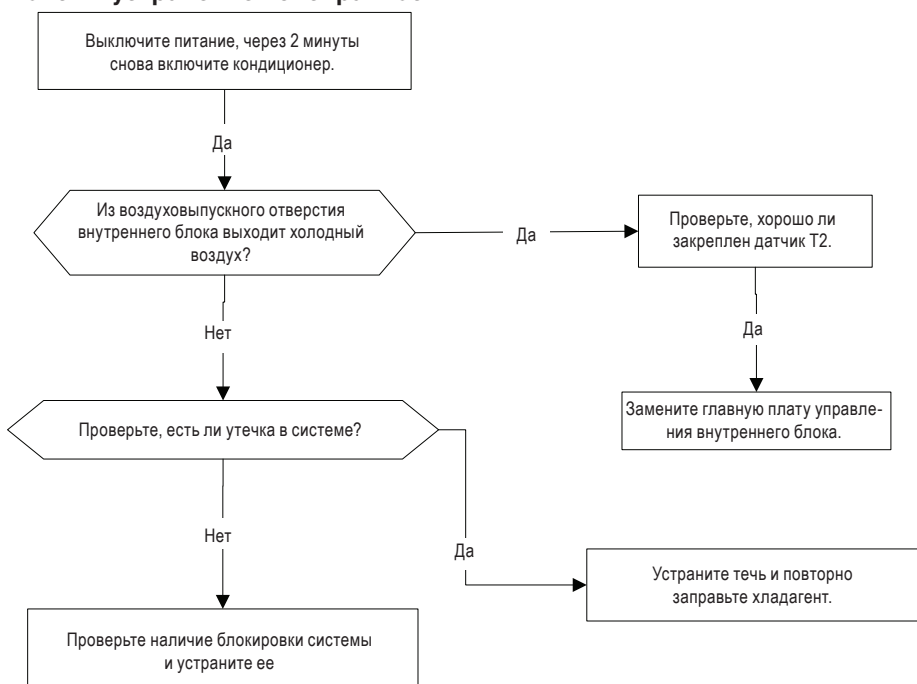 Выключите питание, через 2 минуты
снова включите кондиционер.
Да
Из воздуховыпускного отверстия
внутреннего блока выходит холодный
воздух?
Да
Проверьте, хорошо ли
закреплен датчик T2.
Да
Замените главную плату управле-
ния внутреннего блока.
Нет
Проверьте, есть ли утечка в системе?
Да
Устраните течь и повторно
заправьте хладагент.
Нет
Проверьте наличие блокировки системы
и устраните ее